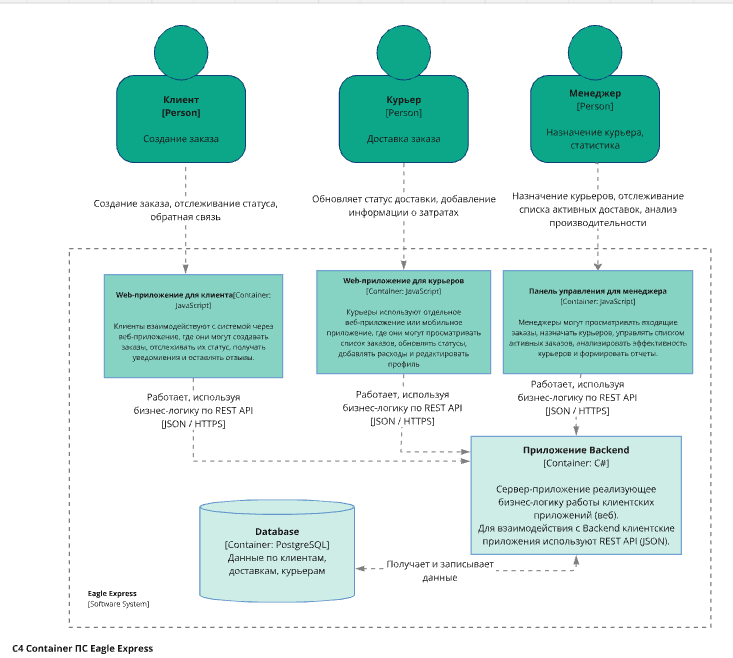 Клиент
[Person]
Создание заказа
Курьер
[Person]
Доставка заказа
Менеджер
[Person]
Назначение курьера,
статистика
Создание заказа, отслеживание статуса,
обратная связь
Обновляет статус доставки, добавление
информации о затратах
Назначение курьеров, отслеживание
списка активных доставок, анализ
производительности
Web-приложение для клиента[Container:
JavaScript]
Клиенты взаимодействуют с системой через
веб-приложение, где они могут создавать
заказы, отслеживать их статус, получать
уведомления и оставлять отзывы.
Web-приложение для курьеров
[Container: JavaScript]
Курьеры используют отдельное
веб-приложение или мобильное
приложение, где они могут просматривать
список заказов, обновлять статусы,
добавлять расходы и редактировать
профиль
Панель управления для менеджера
[Container: JavaScript]
Менеджеры могут просматривать входящие
заказы, назначать курьеров, управлять списком
активных заказов, анализировать эффективность
курьеров и формировать отчеты.
Работает, используя
бизнес-логику по REST API
[JSON / HTTPS]
Работает, используя
бизнес-логику по REST API
[JSON / HTTPS]
Работает, используя
бизнес-логику по REST API
[JSON / HTTPS]
Приложение Backend
[Container: C#]
Сервер-приложение реализующее
бизнес-логику работы клиентских
приложений (веб).
Для взаимодействия с Backend клиентские
приложения используют REST API (JSON).
Database
[Container: PostgreSQL]
Данные по клиентам,
доставкам, курьерам
Получает и записывает
данные
Eagle Express
[Software System]
C4 Container ПС Eagle Express